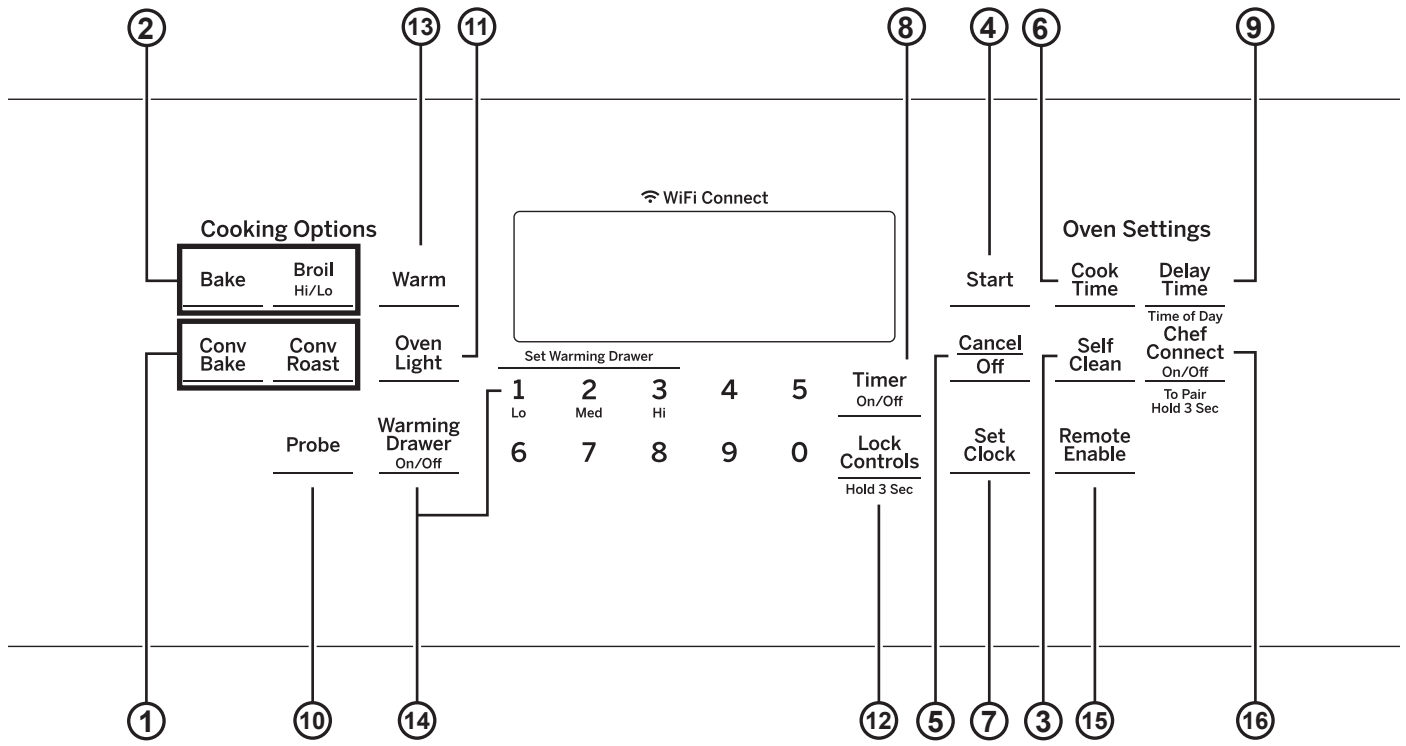 2
13
11
8
4
6
9
WiFi Connect
Cooking Options
Bake
Broil
Hi/Lo
Warm
Conv
Bake
Conv
Roast
Oven
Light
Probe
Warming
Drawer
On/Off
Set Warming Drawer
1
Lo
2
Med
3
Hi
4
5
6
7
8
9
0
Timer
On/Off
Lock
Controls
Hold 3 Sec
Start
Cancel
Off
Set
Clock
Oven Settings
Cook
Time
Delay
Time
Time of Day
Self
Clean
Chef
Connect
On/Off
To Pair
Hold 3 Sec
Remote
Enable
1
10
14
12
5
7
3
15
16